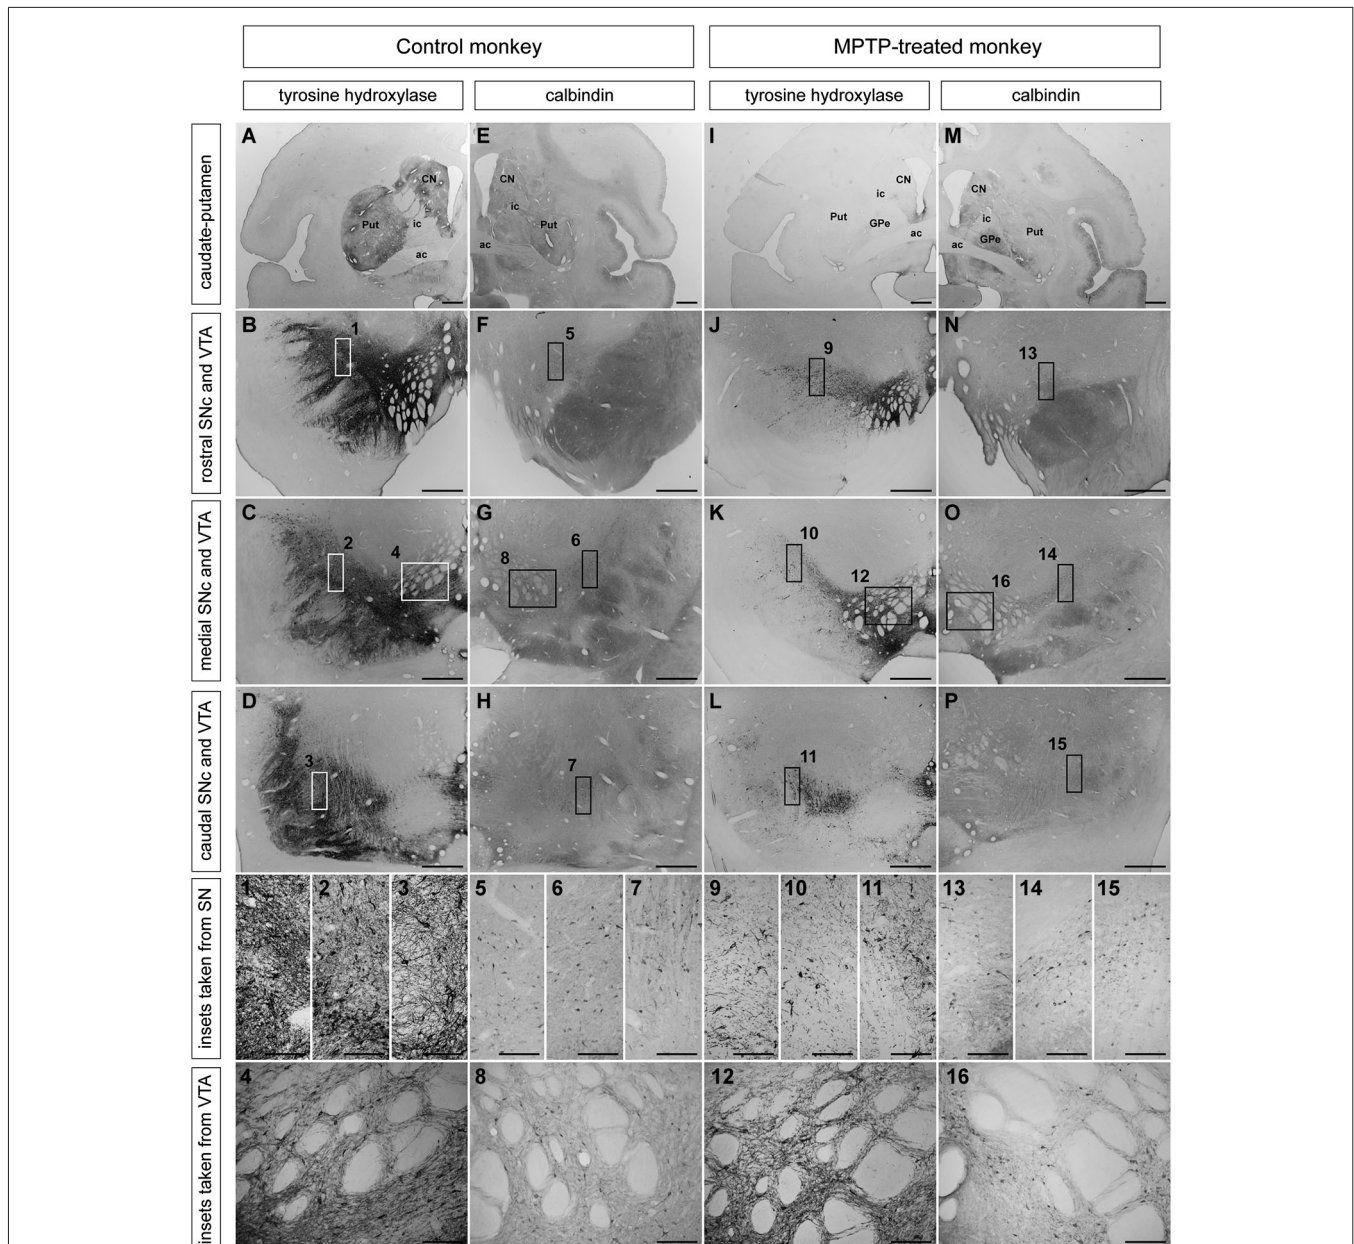 Control monkey
MPTP-treated monkey
tyrosine hydroxylase
calbindin
tyrosine hydroxylase
calbindin
caudate-putamen
A
CN
Put
ic
ac
E
CN
ic
Put
ac
I
CN
ic
Put
GPe
ac
M
CN
ic
GPe
Put
ac
rostral SNc and VTA
B
1
F
5
J
9
N
13
medial SNc and VTA
C
2
4
G
6
8
K
10
12
O
14
16
caudal SNc and VTA
D
3
H
7
L
11
P
15
insets taken from SN
1
2
3
5
6
7
9
10
11
13
14
15
insets taken from VTA
4
8
12
16